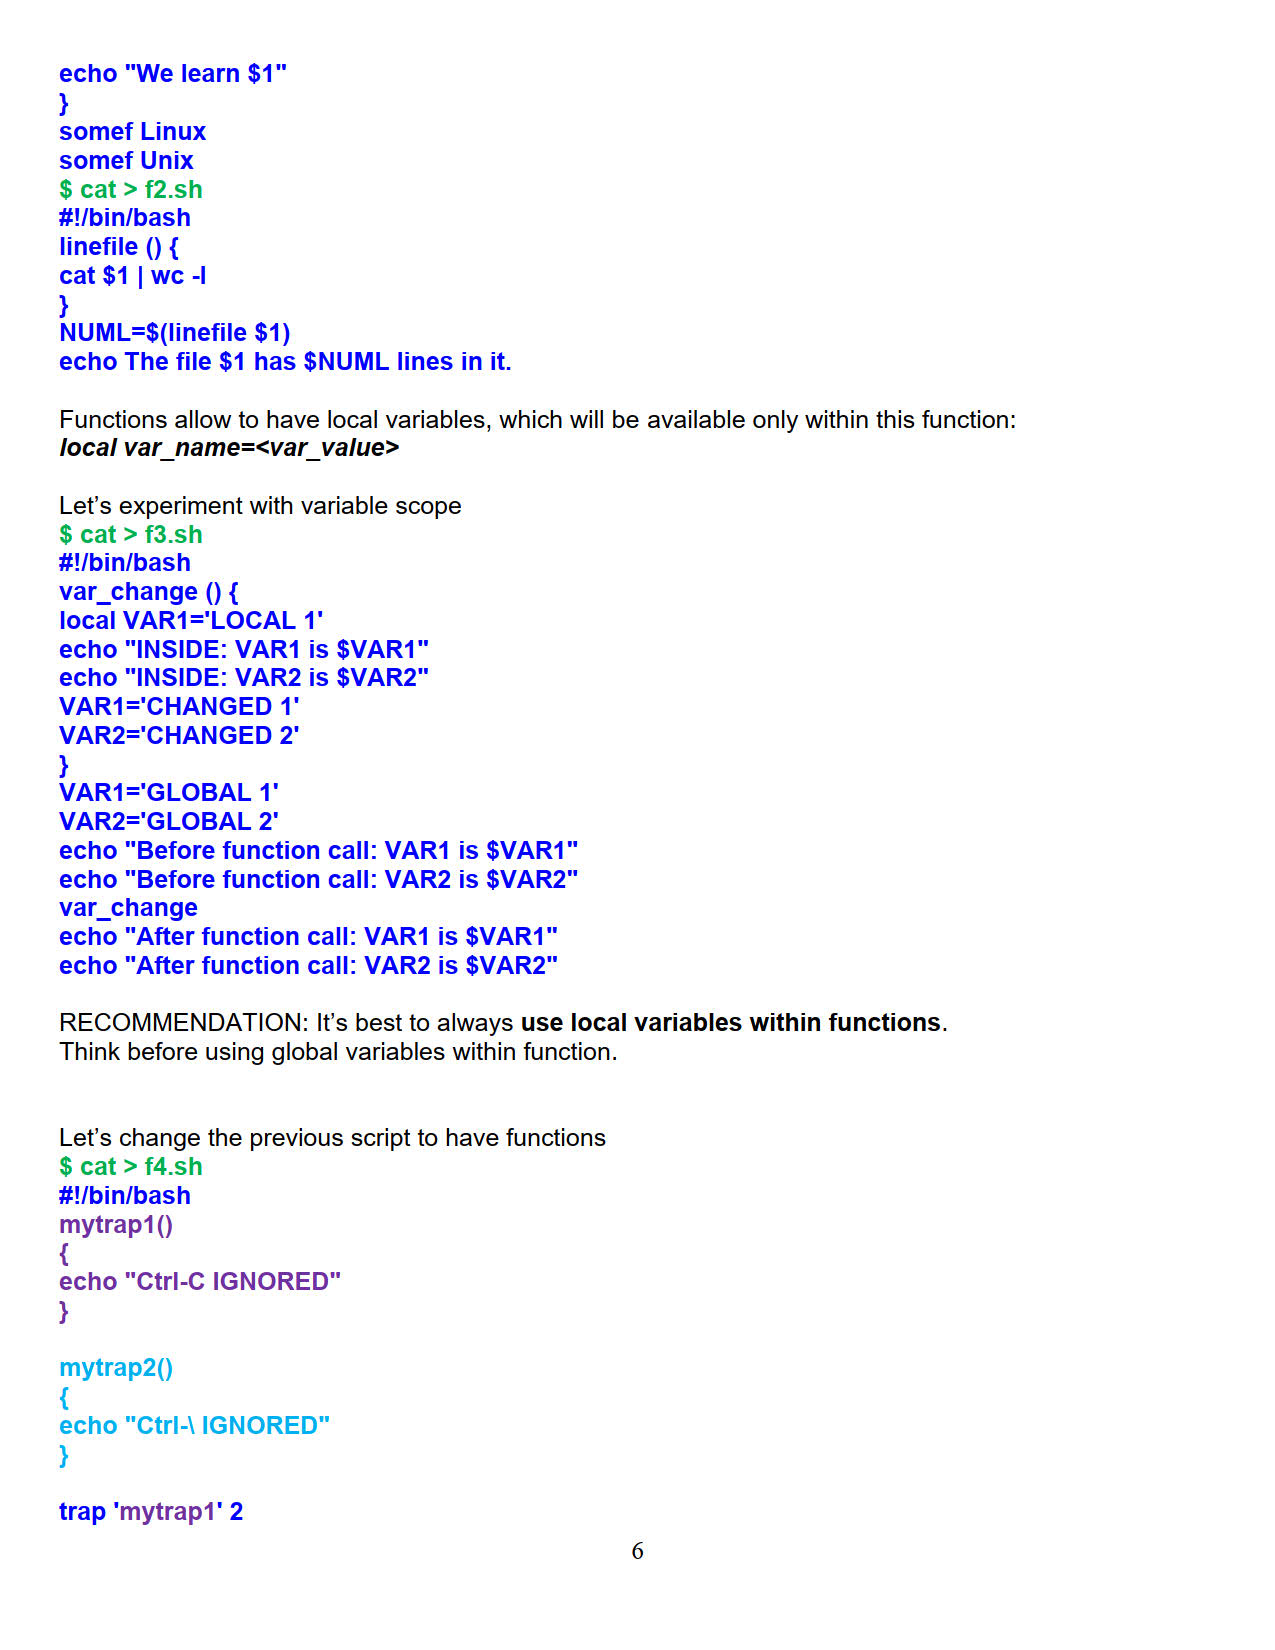 echo "We learn $1"
}
somef Linux
somef Unix
$ cat > f2.sh
#!/bin/bash
linefile () {
cat $1 | wc -l
}
NUML=$(linefile $1)
echo The file $1 has $NUML lines in it.
Functions allow to have local variables, which will be available only within this function:
local var_name=<var_value>
Let’s experiment with variable scope
$ cat > f3.sh
#!/bin/bash
var_change () {
local VAR1='LOCAL 1'
echo "INSIDE: VAR1 is $VAR1"
echo "INSIDE: VAR2 is $VAR2"
VAR1='CHANGED 1'
VAR2='CHANGED 2'
}
VAR1='GLOBAL 1'
VAR2='GLOBAL 2'
echo "Before function call: VAR1 is $VAR1"
echo "Before function call: VAR2 is $VAR2"
var_change
echo "After function call: VAR1 is $VAR1"
echo "After function call: VAR2 is $VAR2"
RECOMMENDATION: It’s best to always use local variables within functions.
Think before using global variables within function.
Let’s change the previous script to have functions
$ cat > f4.sh
#!/bin/bash
mytrap1()
{
echo "Ctrl-C IGNORED"
}
mytrap2()
{
echo "Ctrl-\ IGNORED"
}
trap 'mytrap1' 2
6